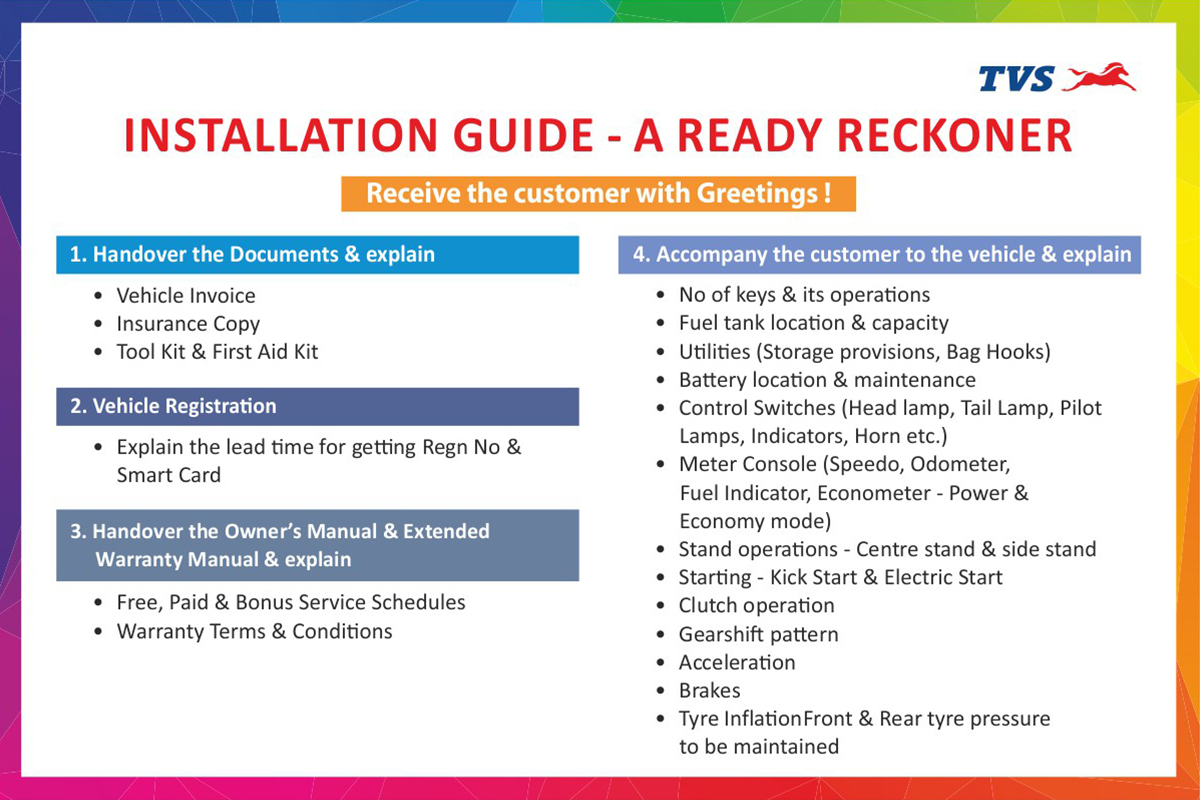 TVS
INSTALLATION GUIDE - A READY RECKONER
Receive the customer with Greetings !
1. Handover the Documents & explain
• Vehicle Invoice
• Insurance Copy
• Tool Kit & First Aid Kit
2. Vehicle Registration
• Explain the lead time for getting Regn No &
Smart Card
3. Handover the Owner’s Manual & Extended
Warranty Manual & explain
• Free, Paid & Bonus Service Schedules
• Warranty Terms & Conditions
4. Accompany the customer to the vehicle & explain
• No of keys & its operations
• Fuel tank location & capacity
• Utilities (Storage provisions, Bag Hooks)
• Battery location & maintenance
• Control Switches (Head lamp, Tail Lamp, Pilot
Lamps, Indicators, Horn etc.)
• Meter Console (Speedo, Odometer,
Fuel Indicator, Econometer - Power &
Economy mode)
• Stand operations - Centre stand & side stand
• Starting - Kick Start & Electric Start
• Clutch operation
• Gearshift pattern
• Acceleration
• Brakes
• Tyre InflationFront & Rear tyre pressure
to be maintained